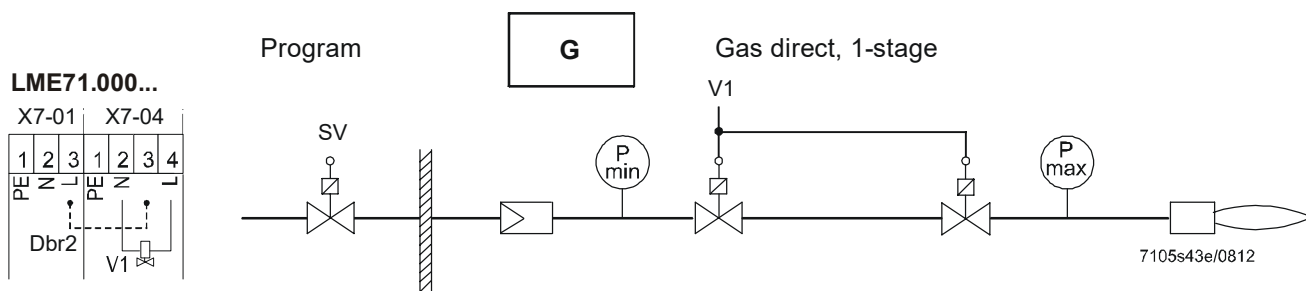 Program
G
Gas direct, 1-stage
LME71.000...
X7-01 X7-04
1 2 3 1 2 3 4
PE N L PE N L
Dbr2
V1
SV
P min
V1
P max
7105s43e/0812